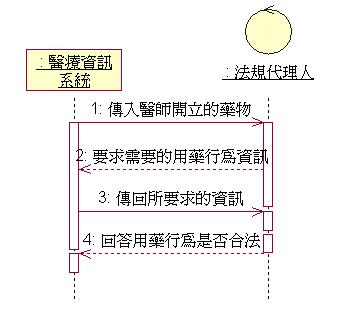 : 醫療資訊
系統
: 法規代理人
1: 傳入醫師開立的藥物
2: 要求需要的用藥行為資訊
3: 傳回所要求的資訊
4: 回答用藥行為是否合法